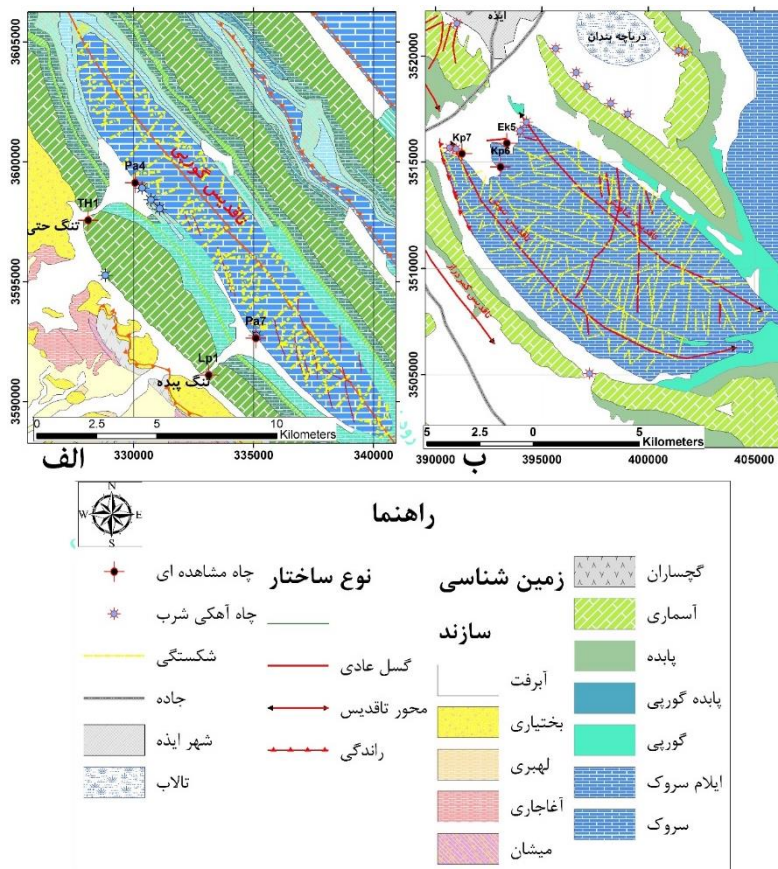 3605000
3600000
3595000
3590000
Pa4
TH1
تنگ حتی
تاقدیس گورپی
Pa7
Lp1
تنگ پبده
0 2.5 5 10
Kilometers
330000 335000 340000
الف
ایذه
دریاچه بندان
3520000
3515000
3510000
3505000
Kp7
Ek5
Kp6
5 2.5 0 5
Kilometers
390000 395000 400000 405000
ب
راهنما
N
W E
S
چاه مشاهده ای
چاه آهکی شرب
شکستگی
جاده
شهر ایذه
تالاب
نوع ساختار
گسل عادی
محور تاقدیس
راندگی
زمین شناسی
سازند
آبرفت
بختیاری
لهبری
آغاجاری
میشان
گچساران
آسماری
پابده
پابده گورپی
گورپی
ایلام سروک
سروک